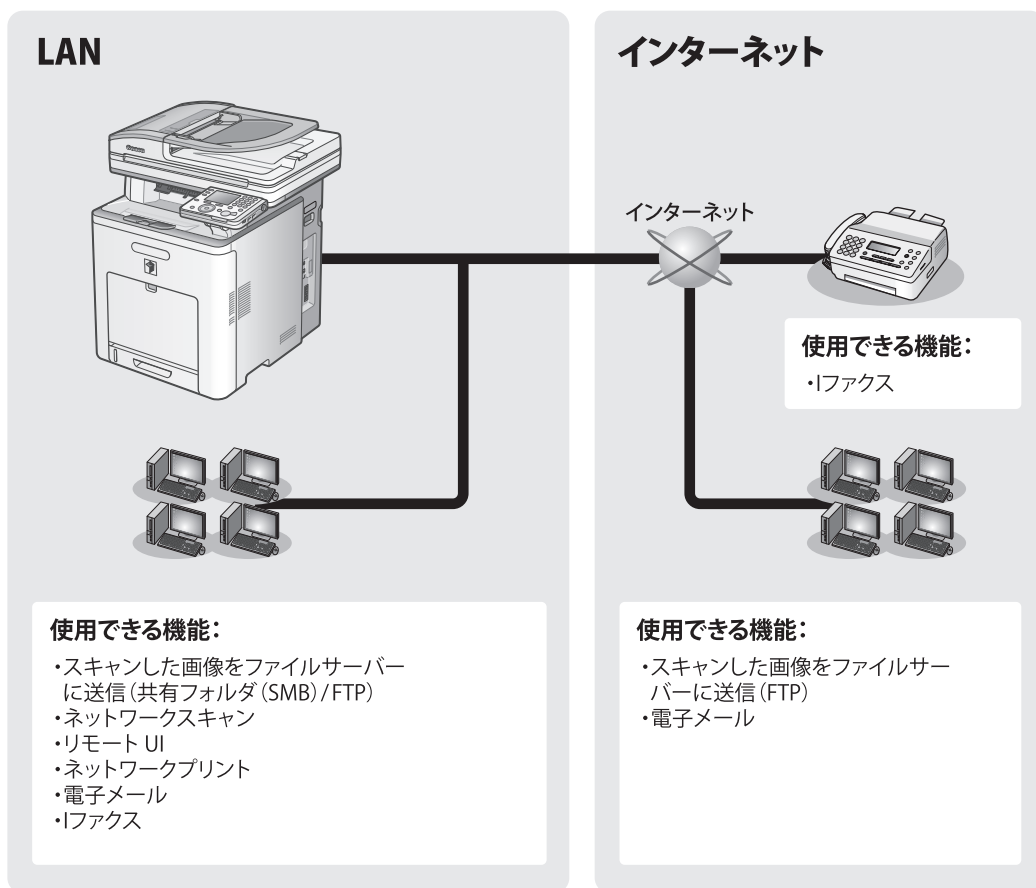 LAN
インターネット
インターネット
使用できる機能：
・Iファクス
使用できる機能：
・スキャンした画像をファイルサーバー
に送信（共有フォルダ（SMB）/FTP）
・ネットワークスキャン
・リモート UI
・ネットワークプリント
・電子メール
・Iファクス
使用できる機能：
・スキャンした画像をファイルサー
バーに送信（FTP）
・電子メール